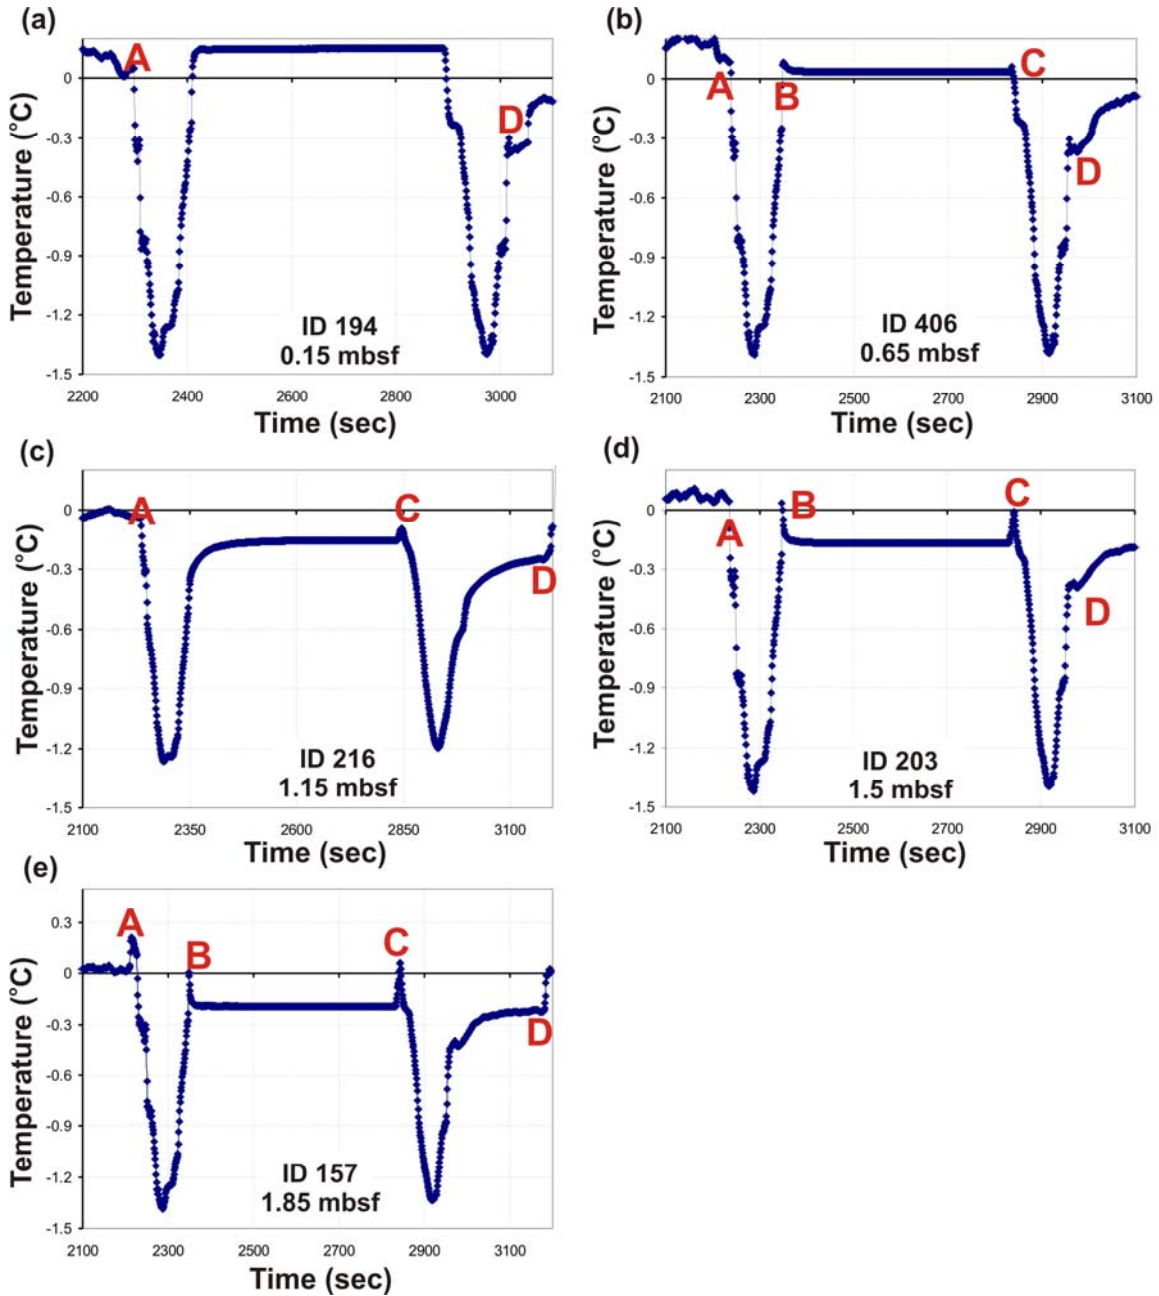 (a)
Temperature (°C)
0
-0.3
-0.6
-0.9
-1.2
-1.5
A
D
ID 194
0.15 mbsf
2200 2400 2600 2800 3000
Time (sec)
(b)
Temperature (°C)
0
-0.3
-0.6
-0.9
-1.2
-1.5
A
B
C
D
ID 406
0.65 mbsf
2100 2300 2500 2700 2900 3100
Time (sec)
(c)
Temperature (°C)
0
-0.3
-0.6
-0.9
-1.2
-1.5
A
C
D
ID 216
1.15 mbsf
2100 2350 2600 2850 3100
Time (sec)
(d)
Temperature (°C)
0
-0.3
-0.6
-0.9
-1.2
-1.5
A
B
C
D
ID 203
1.5 mbsf
2100 2300 2500 2700 2900 3100
Time (sec)
(e)
Temperature (°C)
0.3
0
-0.3
-0.6
-0.9
-1.2
-1.5
A
B
C
D
ID 157
1.85 mbsf
2100 2300 2500 2700 2900 3100
Time (sec)